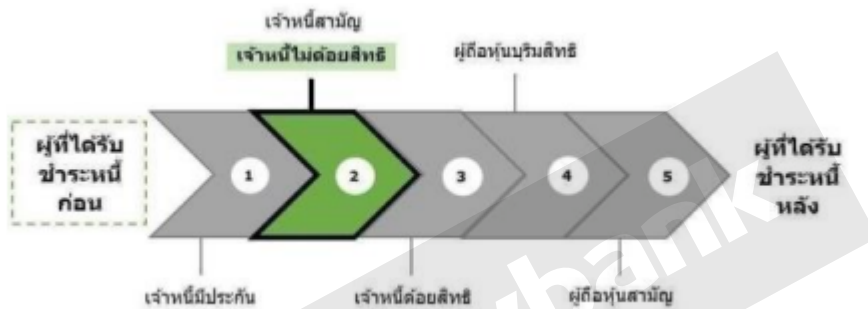 เจ้าหนี้สามัญ
เจ้าหนี้ไม่ด้อยสิทธิ
ผู้ถือหุ้นบุริมสิทธิ
ผู้ที่ได้รับ
ชำระหนี้
ก่อน
1
2
3
4
5
ผู้ที่ได้รับ
ชำระหนี้
หลัง
เจ้าหนี้มีประกัน
เจ้าหนี้ด้อยสิทธิ
ผู้ถือหุ้นสามัญ